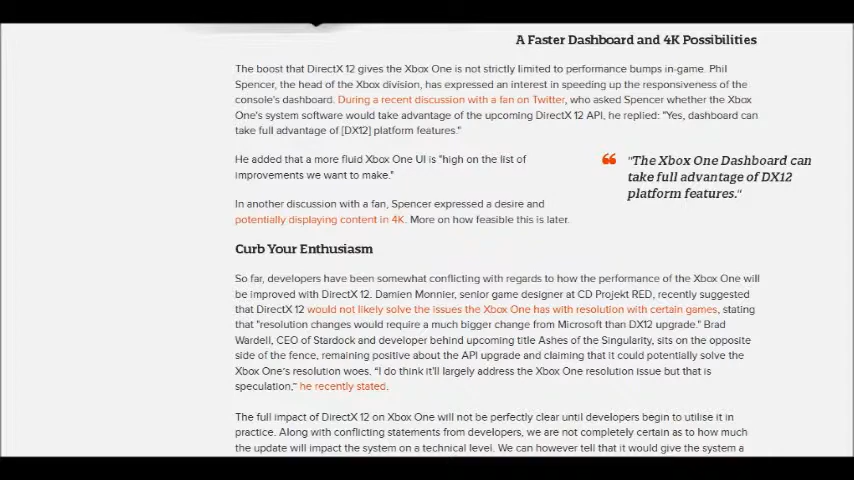 A Faster Dashboard and 4K Possibilities
The boost that DirectX 12 gives the Xbox One is not strictly limited to performance bumps in-game. Phil
Spencer, the head of the Xbox division, has expressed an interest in speeding up the responsiveness of the
console's dashboard. During a recent discussion with a fan on Twitter, who asked Spencer whether the Xbox
One's system software would take advantage of the upcoming DirectX 12 API, he replied: "Yes, dashboard can
take full advantage of [DX12] platform features."
He added that a more fluid Xbox One UI is "high on the list of
improvements we want to make."
“The Xbox One Dashboard can
take full advantage of DX12
platform features."
In another discussion with a fan, Spencer expressed a desire and
potentially displaying content in 4K. More on how feasible this is later.
Curb Your Enthusiasm
So far, developers have been somewhat conflicting with regards to how the performance of the Xbox One will
be improved with DirectX 12. Damien Monnier, senior game designer at CD Projekt RED, recently suggested
that DirectX 12 would not likely solve the issues the Xbox One has with resolution with certain games, stating
that "resolution changes would require a much bigger change from Microsoft than DX12 upgrade." Brad
Wardell, CEO of Stardock and developer behind upcoming title Ashes of the Singularity, sits on the opposite
side of the fence, remaining positive about the API upgrade and claiming that it could potentially solve the
Xbox One's resolution woes. "I do think it'll largely address the Xbox One resolution issue but that is
speculation," he recently stated.
The full impact of DirectX 12 on Xbox One will not be perfectly clear until developers begin to utilise it in
practice. Along with conflicting statements from developers, we are not completely certain as to how much
the update will impact the system on a technical level. We can however tell that it would give the system a